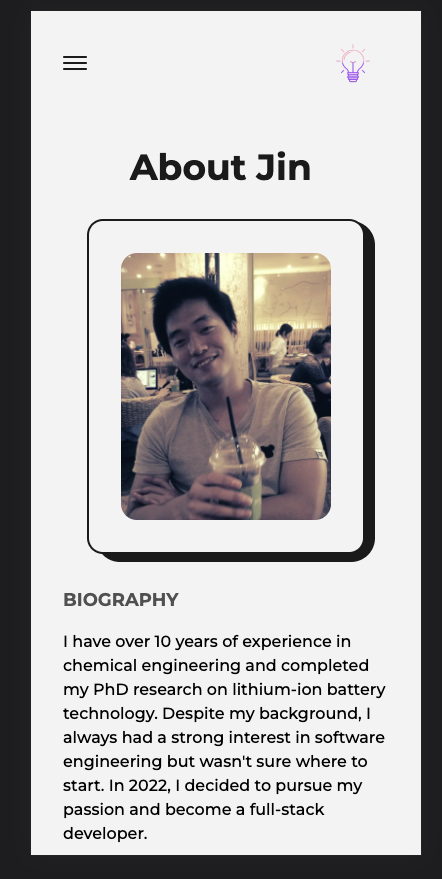 About Jin
BIOGRAPHY
I have over 10 years of experience in
chemical engineering and completed
my PhD research on lithium-ion battery
technology. Despite my background, I
always had a strong interest in software
engineering but wasn't sure where to
start. In 2022, I decided to pursue my
passion and become a full-stack
developer.